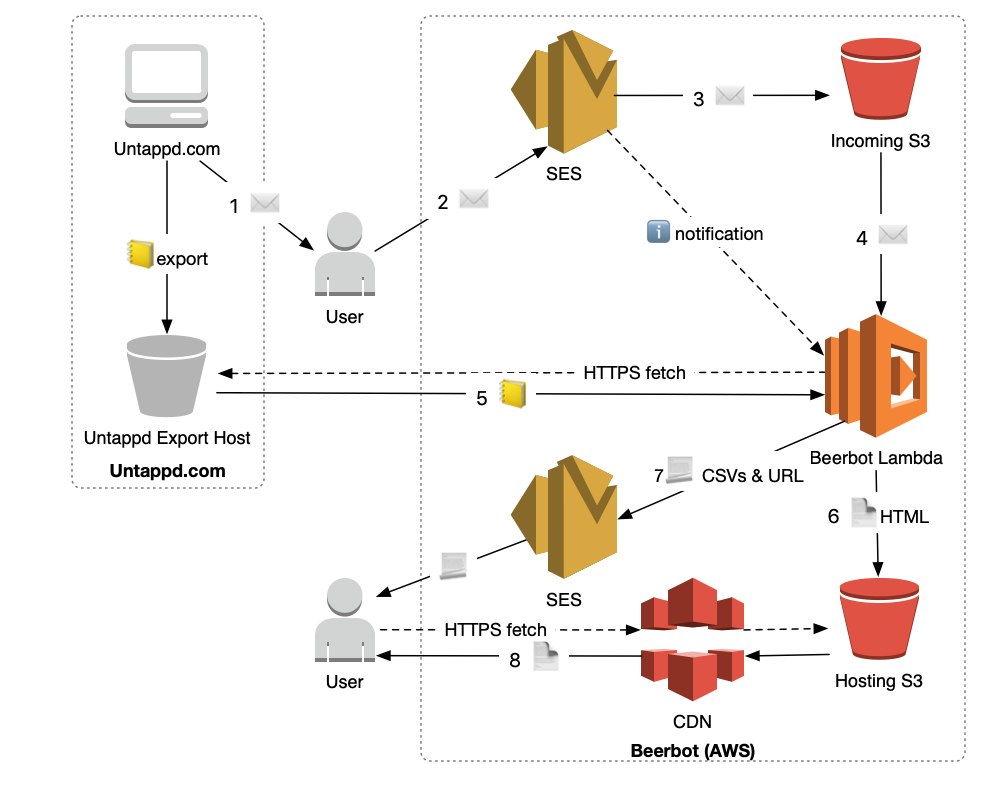 Untappd.com
1
export
User
Untappd Export Host
Untappd.com
2
SES
3
Incoming S3
i notification
4
HTTPS fetch
5
Beerbot Lambda
7
CSVs & URL
6
HTML
SES
User
HTTPS fetch
8
CDN
Hosting S3
Beerbot (AWS)